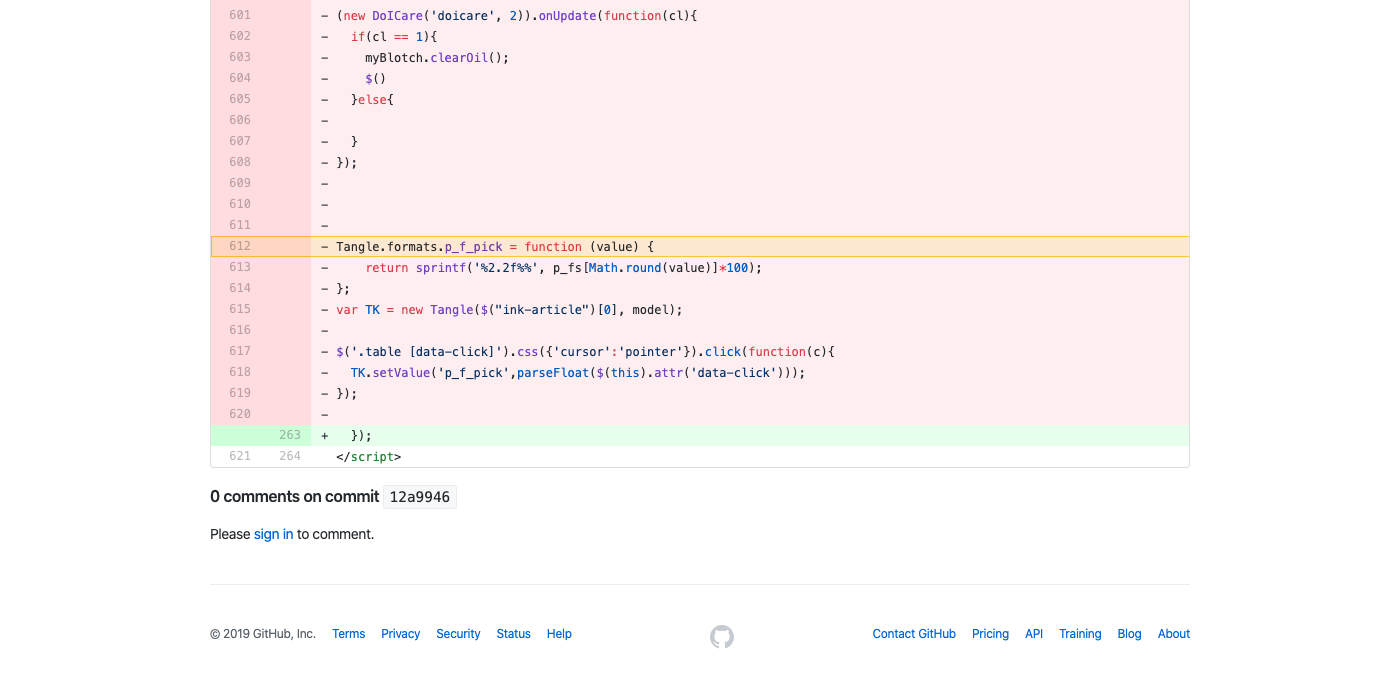 601 - (new DoICare('doicare', 2)).onUpdate(function(cl){
602 -   if(cl == 1){
603 -     myBlotch.clearOil();
604 -     $()
605 -   }else{
606 -
607 -   }
608 - });
609 -
610 -
611 -
612 - Tangle.formats.p_f_pick = function (value) {
613 -     return sprintf('%2.2f%%', p_fs[Math.round(value)]*100);
614 - };
615 - var TK = new Tangle($("ink-article")[0], model);
616 -
617 - $('.table [data-click]').css({'cursor':'pointer'}).click(function(c){
618 -   TK.setValue('p_f_pick',parseFloat($(this).attr('data-click')));
619 - });
620 -
263 +   });
621 264 </script>
0 comments on commit 12a9946
Please sign in to comment.
© 2019 GitHub, Inc. Terms Privacy Security Status Help Contact GitHub Pricing API Training Blog About